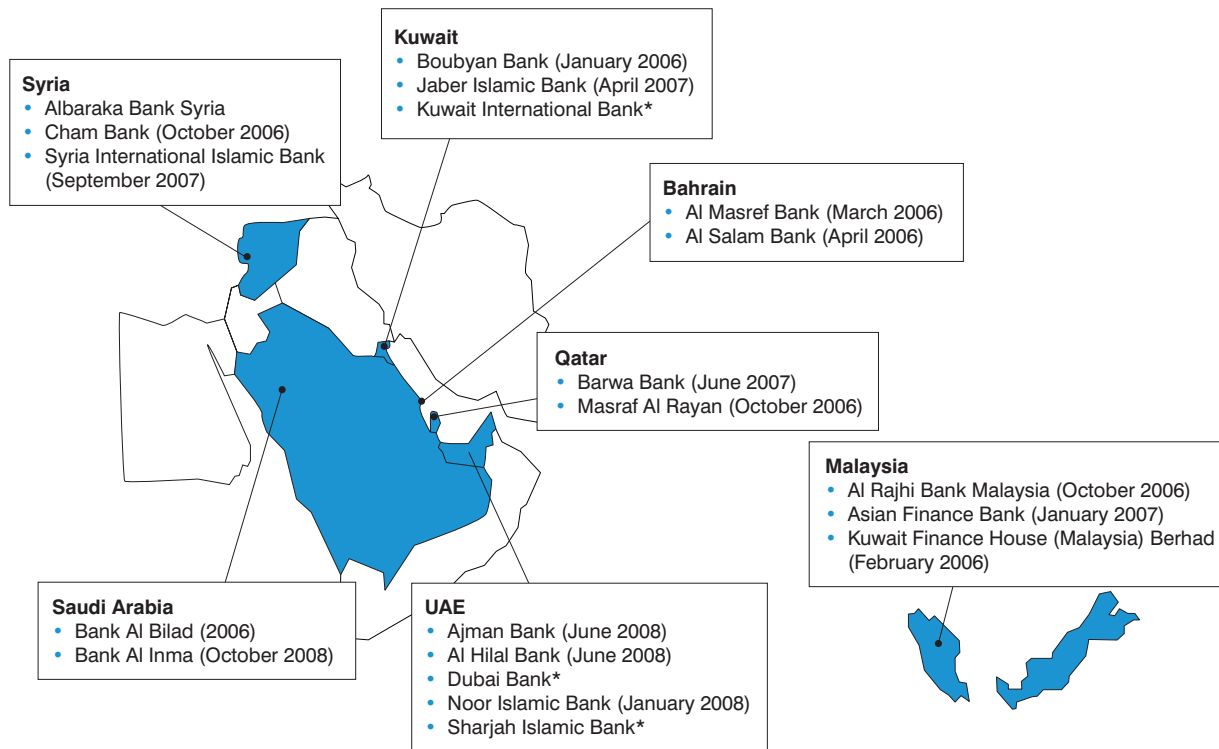 Kuwait
• Boubyan Bank (January 2006)
• Jaber Islamic Bank (April 2007)
• Kuwait International Bank*
Syria
• Albaraka Bank Syria
• Cham Bank (October 2006)
• Syria International Islamic Bank
(September 2007)
Bahrain
• Al Masref Bank (March 2006)
• Al Salam Bank (April 2006)
Qatar
• Barwa Bank (June 2007)
• Masraf Al Rayan (October 2006)
Malaysia
• Al Rajhi Bank Malaysia (October 2006)
• Asian Finance Bank (January 2007)
• Kuwait Finance House (Malaysia) Berhad
(February 2006)
Saudi Arabia
• Bank Al Bilad (2006)
• Bank Al Inma (October 2008)
UAE
• Ajman Bank (June 2008)
• Al Hilal Bank (June 2008)
• Dubai Bank*
• Noor Islamic Bank (January 2008)
• Sharjah Islamic Bank*